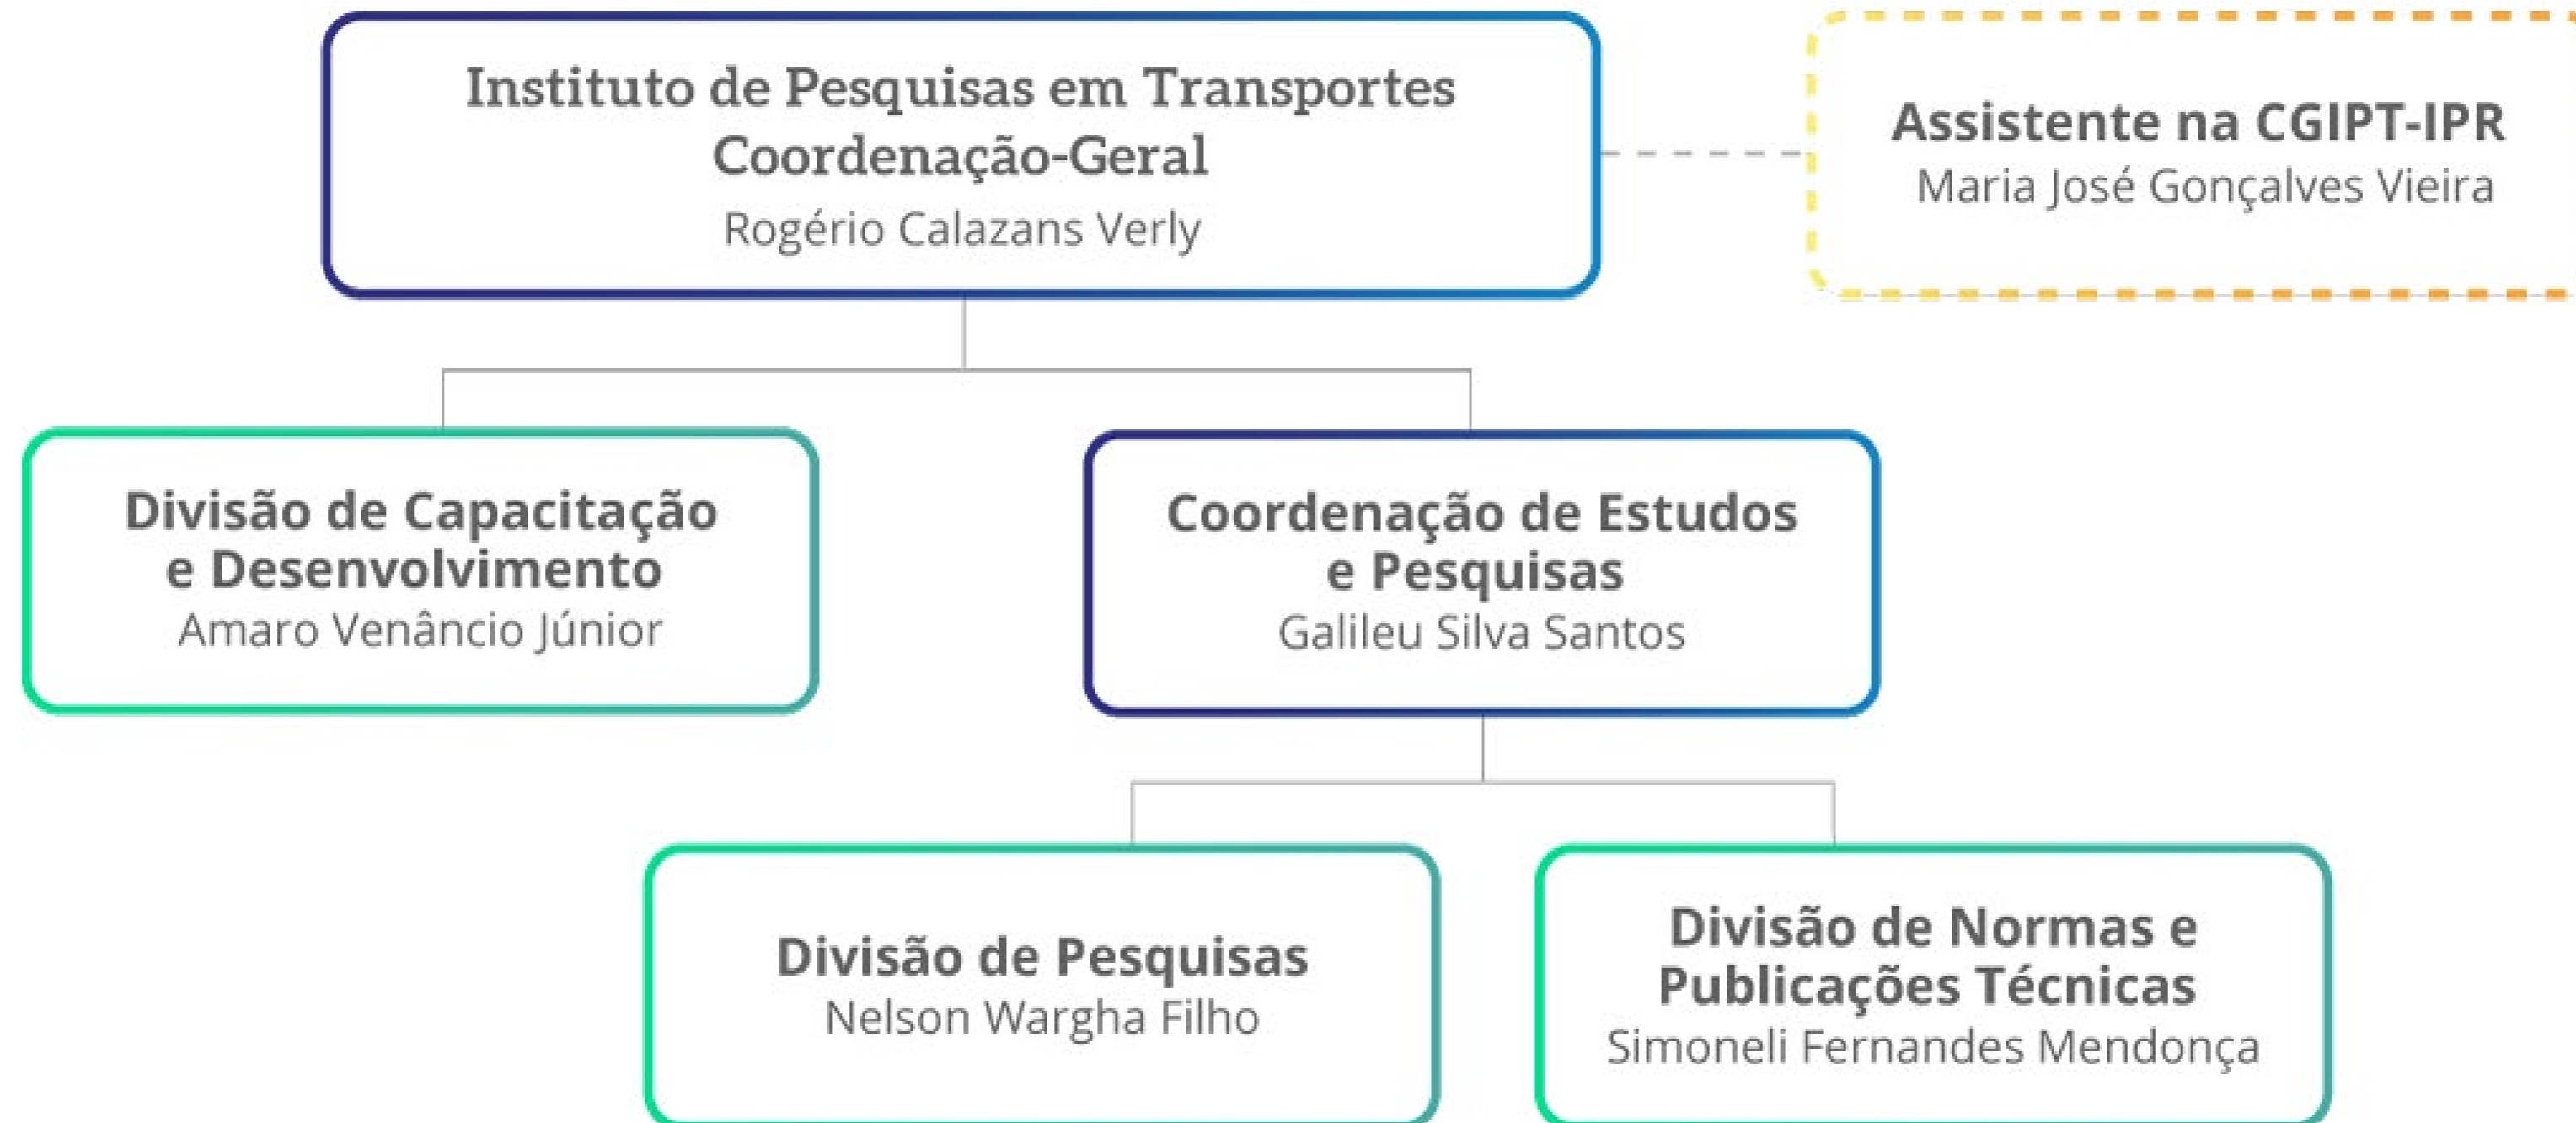 Instituto de Pesquisas em Transportes
Coordenação-Geral
Rogério Calazans Verly
Assistente na CGIPT-IPR
Maria José Gonçalves Vieira
Divisão de Capacitação
e Desenvolvimento
Amaro Venâncio Júnior
Coordenação de Estudos
e Pesquisas
Galileu Silva Santos
Divisão de Pesquisas
Nelson Wargha Filho
Divisão de Normas e
Publicações Técnicas
Simoneli Fernandes Mendonça